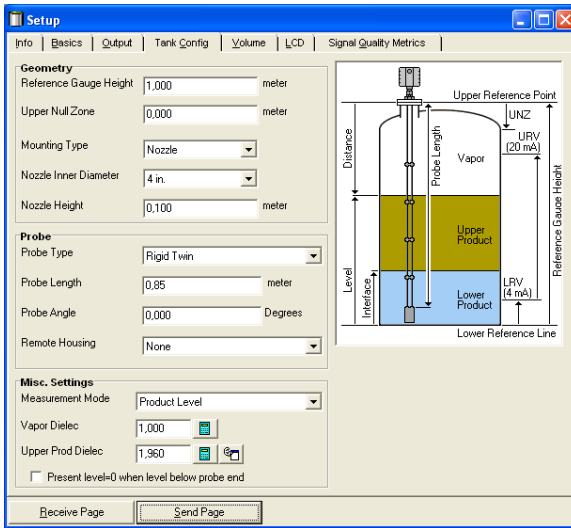 Setup
Info Basics Output Tank Config Volume LCD Signal Quality Metrics
Geometry
Reference Gauge Height 1,000 meter
Upper Null Zone 0,000 meter
Mounting Type Nozzle
Nozzle Inner Diameter 4 in.
Nozzle Height 0,100 meter
Probe
Probe Type Rigid Twin
Probe Length 0,85 meter
Probe Angle 0,000 Degrees
Remote Housing None
Misc. Settings
Measurement Mode Product Level
Vapor Dielec 1,000
Upper Prod Dielec 1,960
Present level=0 when level below probe end
Receive Page Send Page
Upper Reference Point
UNZ
URV
(20 mA)
Distance
Probe Length
Vapor
Reference Gauge Height
Upper
Product
Level
Interface
Lower
Product
LRV
(4 mA)
Lower Reference Line